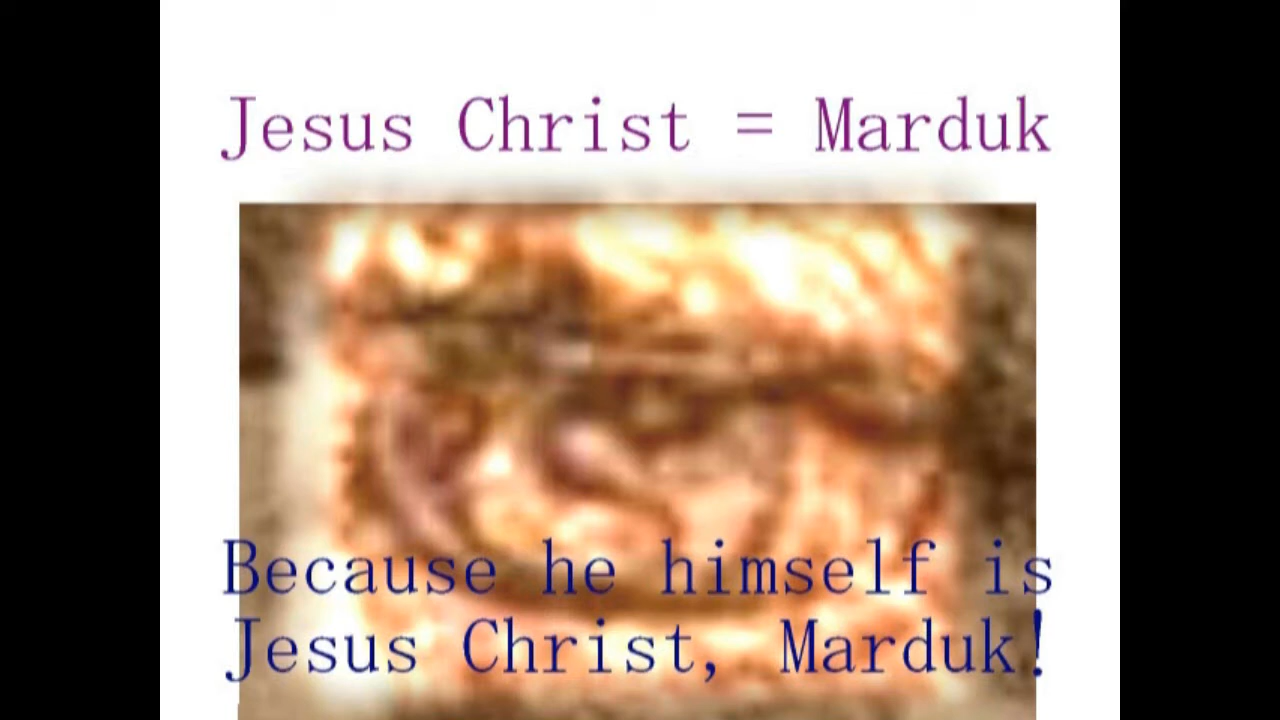 Jesus Christ = Marduk
Because he himself is
Jesus Christ, Marduk!